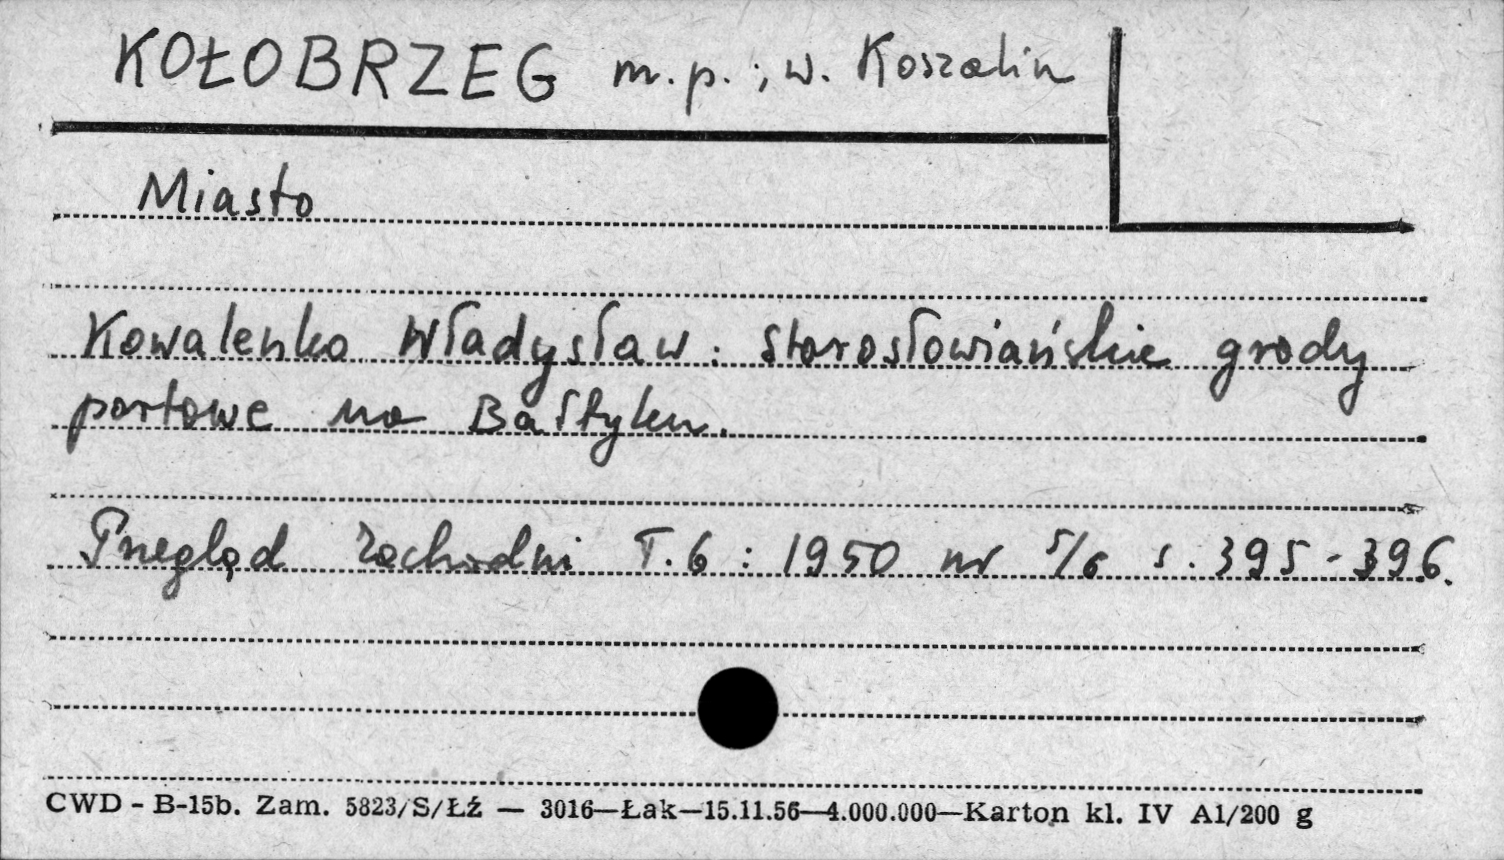 KOŁOBRZEG m.p.; w. Koszalin
Miasto
Kowalenko Władysław: Starosłowiańskie grody
portowe na Bałtyku.
Przegląd Zachodni T.6: 1950 nr 5/6 s. 395-396.
CWD - B-15b. Zam. 5823/S/Łź — 3016—Łak—15.11.56—4.000.000—Karton kl. IV A1/200 g